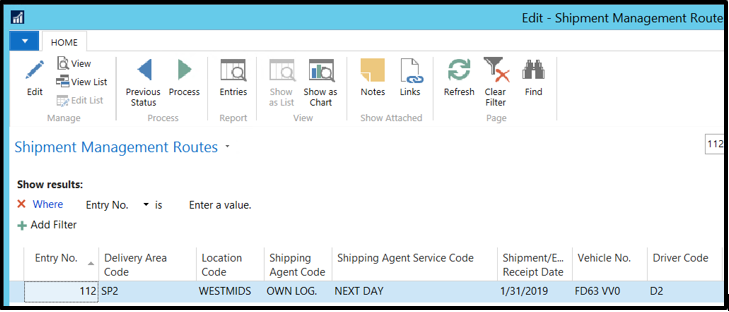 Edit - Shipment Management Route
HOME
Edit
View
View List
Edit List
Manage
Previous Status
Process
Process
Entries
Report
Show as List
Show as Chart
View
Notes
Links
Show Attached
Refresh
Clear Filter
Find
Page
Shipment Management Routes
112
Show results:
Where Entry No. is Enter a value.
Add Filter
Entry No. Delivery Area Code Location Code Shipping Agent Code Shipping Agent Service Code Shipment/E... Receipt Date Vehicle No. Driver Code
112 SP2 WESTMIDS OWN LOG. NEXT DAY 1/31/2019 FD63 VV0 D2